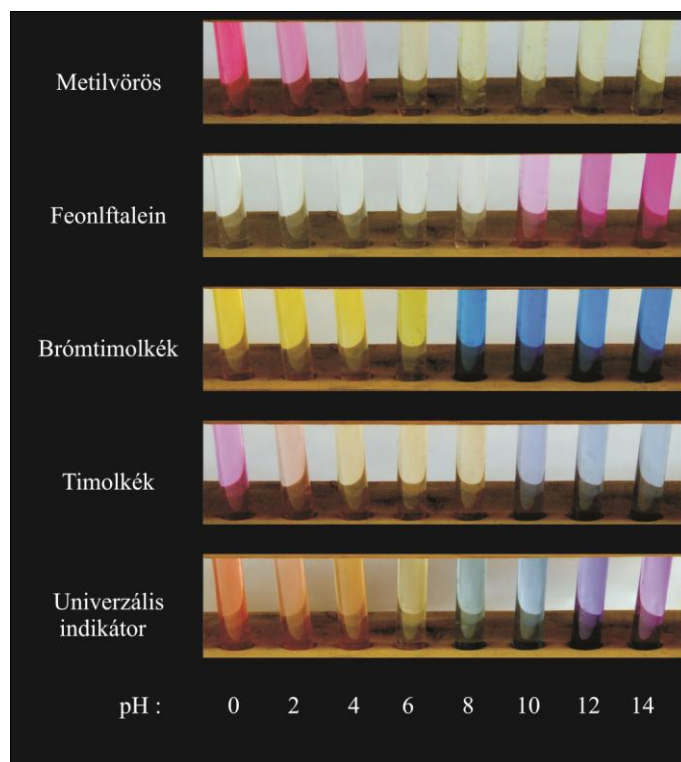 Metilvörös
Feonlftalein
Brómtimolkék
Timolkék
Univerzális
indikátor
pH : 0 2 4 6 8 10 12 14